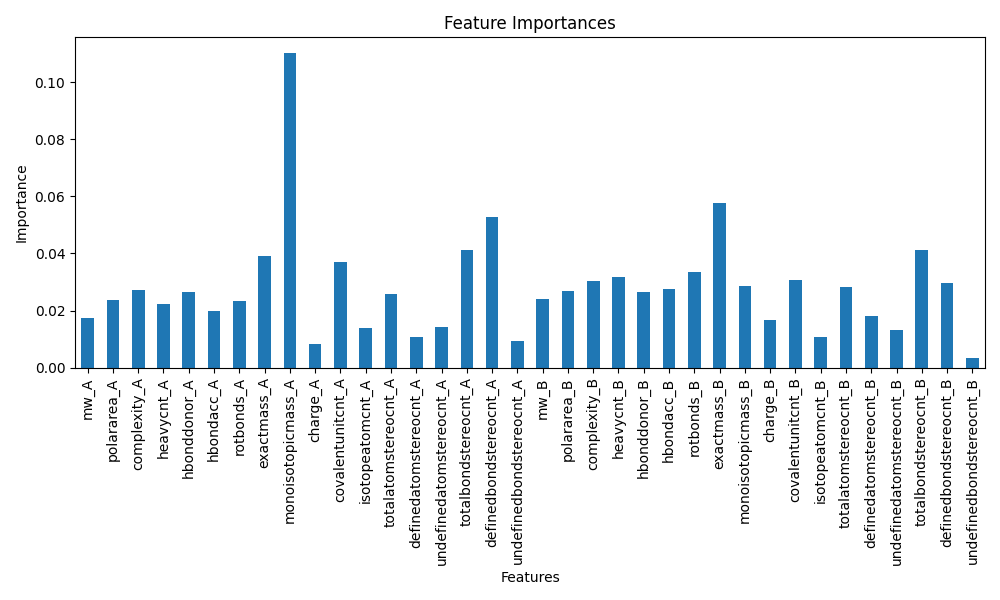 Feature Importances
Importance
0.10
0.08
0.06
0.04
0.02
0.00
mw_A
polararea_A
complexity_A
heavycnt_A
hbonddonor_A
hbondacc_A
rotbonds_A
exactmass_A
monoisotopicmass_A
charge_A
covalentunitcnt_A
isotopeatomcnt_A
totalatomstereocnt_A
definedatomstereocnt_A
undefinedatomstereocnt_A
totalbondstereocnt_A
definedbondstereocnt_A
undefinedbondstereocnt_A
mw_B
polararea_B
complexity_B
heavycnt_B
hbonddonor_B
hbondacc_B
rotbonds_B
exactmass_B
monoisotopicmass_B
charge_B
covalentunitcnt_B
isotopeatomcnt_B
totalatomstereocnt_B
definedatomstereocnt_B
undefinedatomstereocnt_B
totalbondstereocnt_B
definedbondstereocnt_B
undefinedbondstereocnt_B
Features